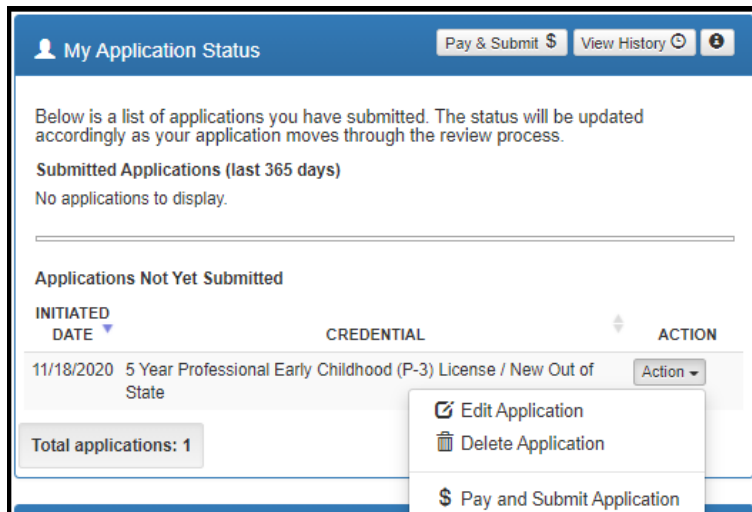 My Application Status
Pay & Submit $
View History
Below is a list of applications you have submitted. The status will be updated
accordingly as your application moves through the review process.
Submitted Applications (last 365 days)
No applications to display.
Applications Not Yet Submitted
INITIATED
DATE CREDENTIAL ACTION
11/18/2020 5 Year Professional Early Childhood (P-3) License / New Out of
State
Action
Edit Application
Delete Application
Total applications: 1
$ Pay and Submit Application